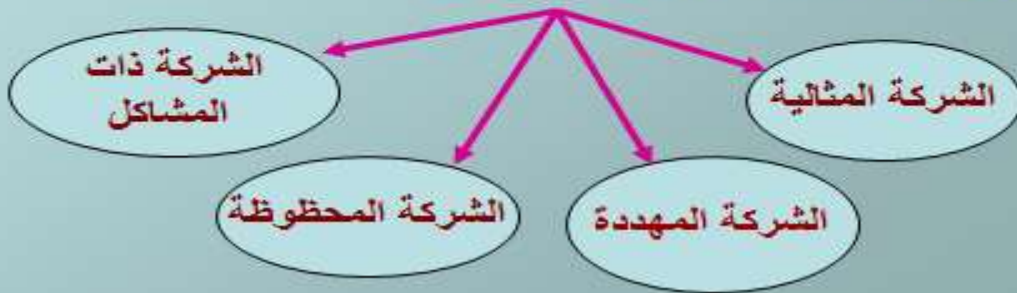 الشركة المثالية
الشركة المهددة
الشركة المحظوظة
الشركة ذات
المشاكل